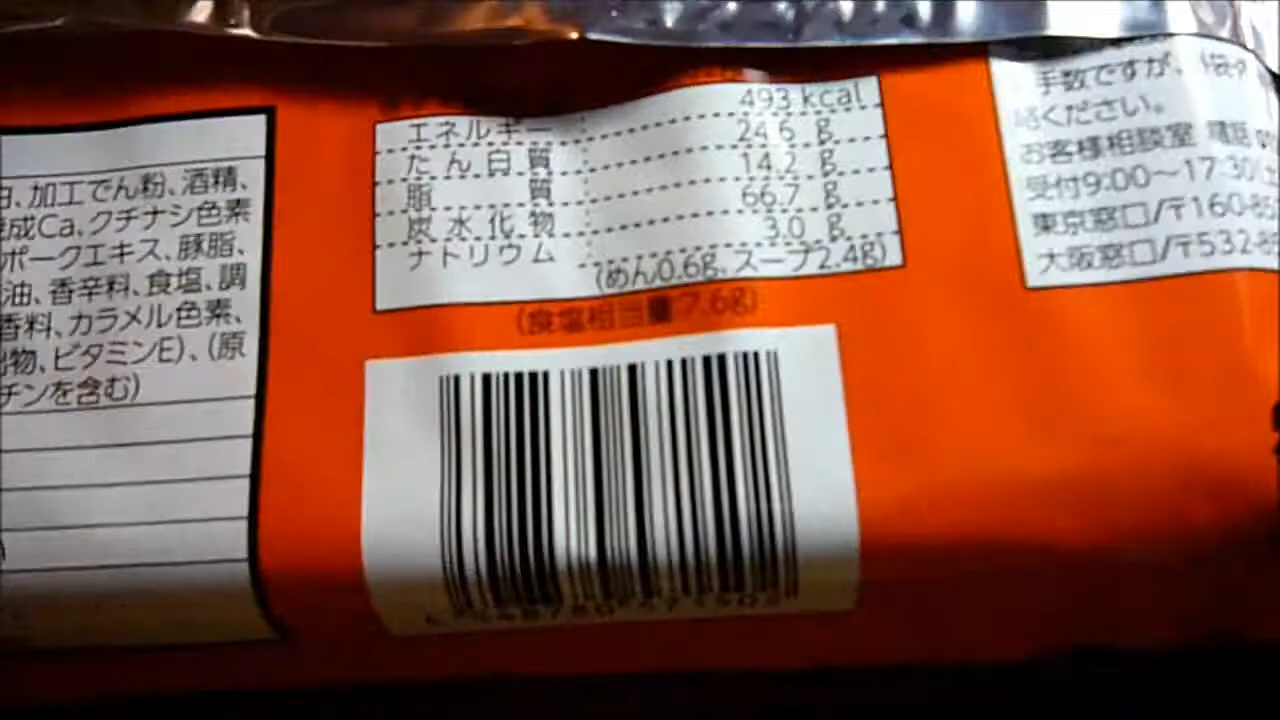 、加工でん粉、酒精、
成Ca、クチナシ色素
ポークエキス、豚脂、
油、香辛料、食塩、調
香料、カラメル色素、
物、ビタミンE)、(原
チンを含む)
エネルギー 493 kcal
たん白質 24.6 g
脂質 14.2 g
炭水化物 66.7 g
ナトリウム 3.0 g
(めん0.6g、スープ2.4g)
(食塩相当量7.6g)
手数ですが、
ください。
お客様相談室 電話
受付9:00〜17:30
東京窓口/〒160-85
大阪窓口/〒532-85